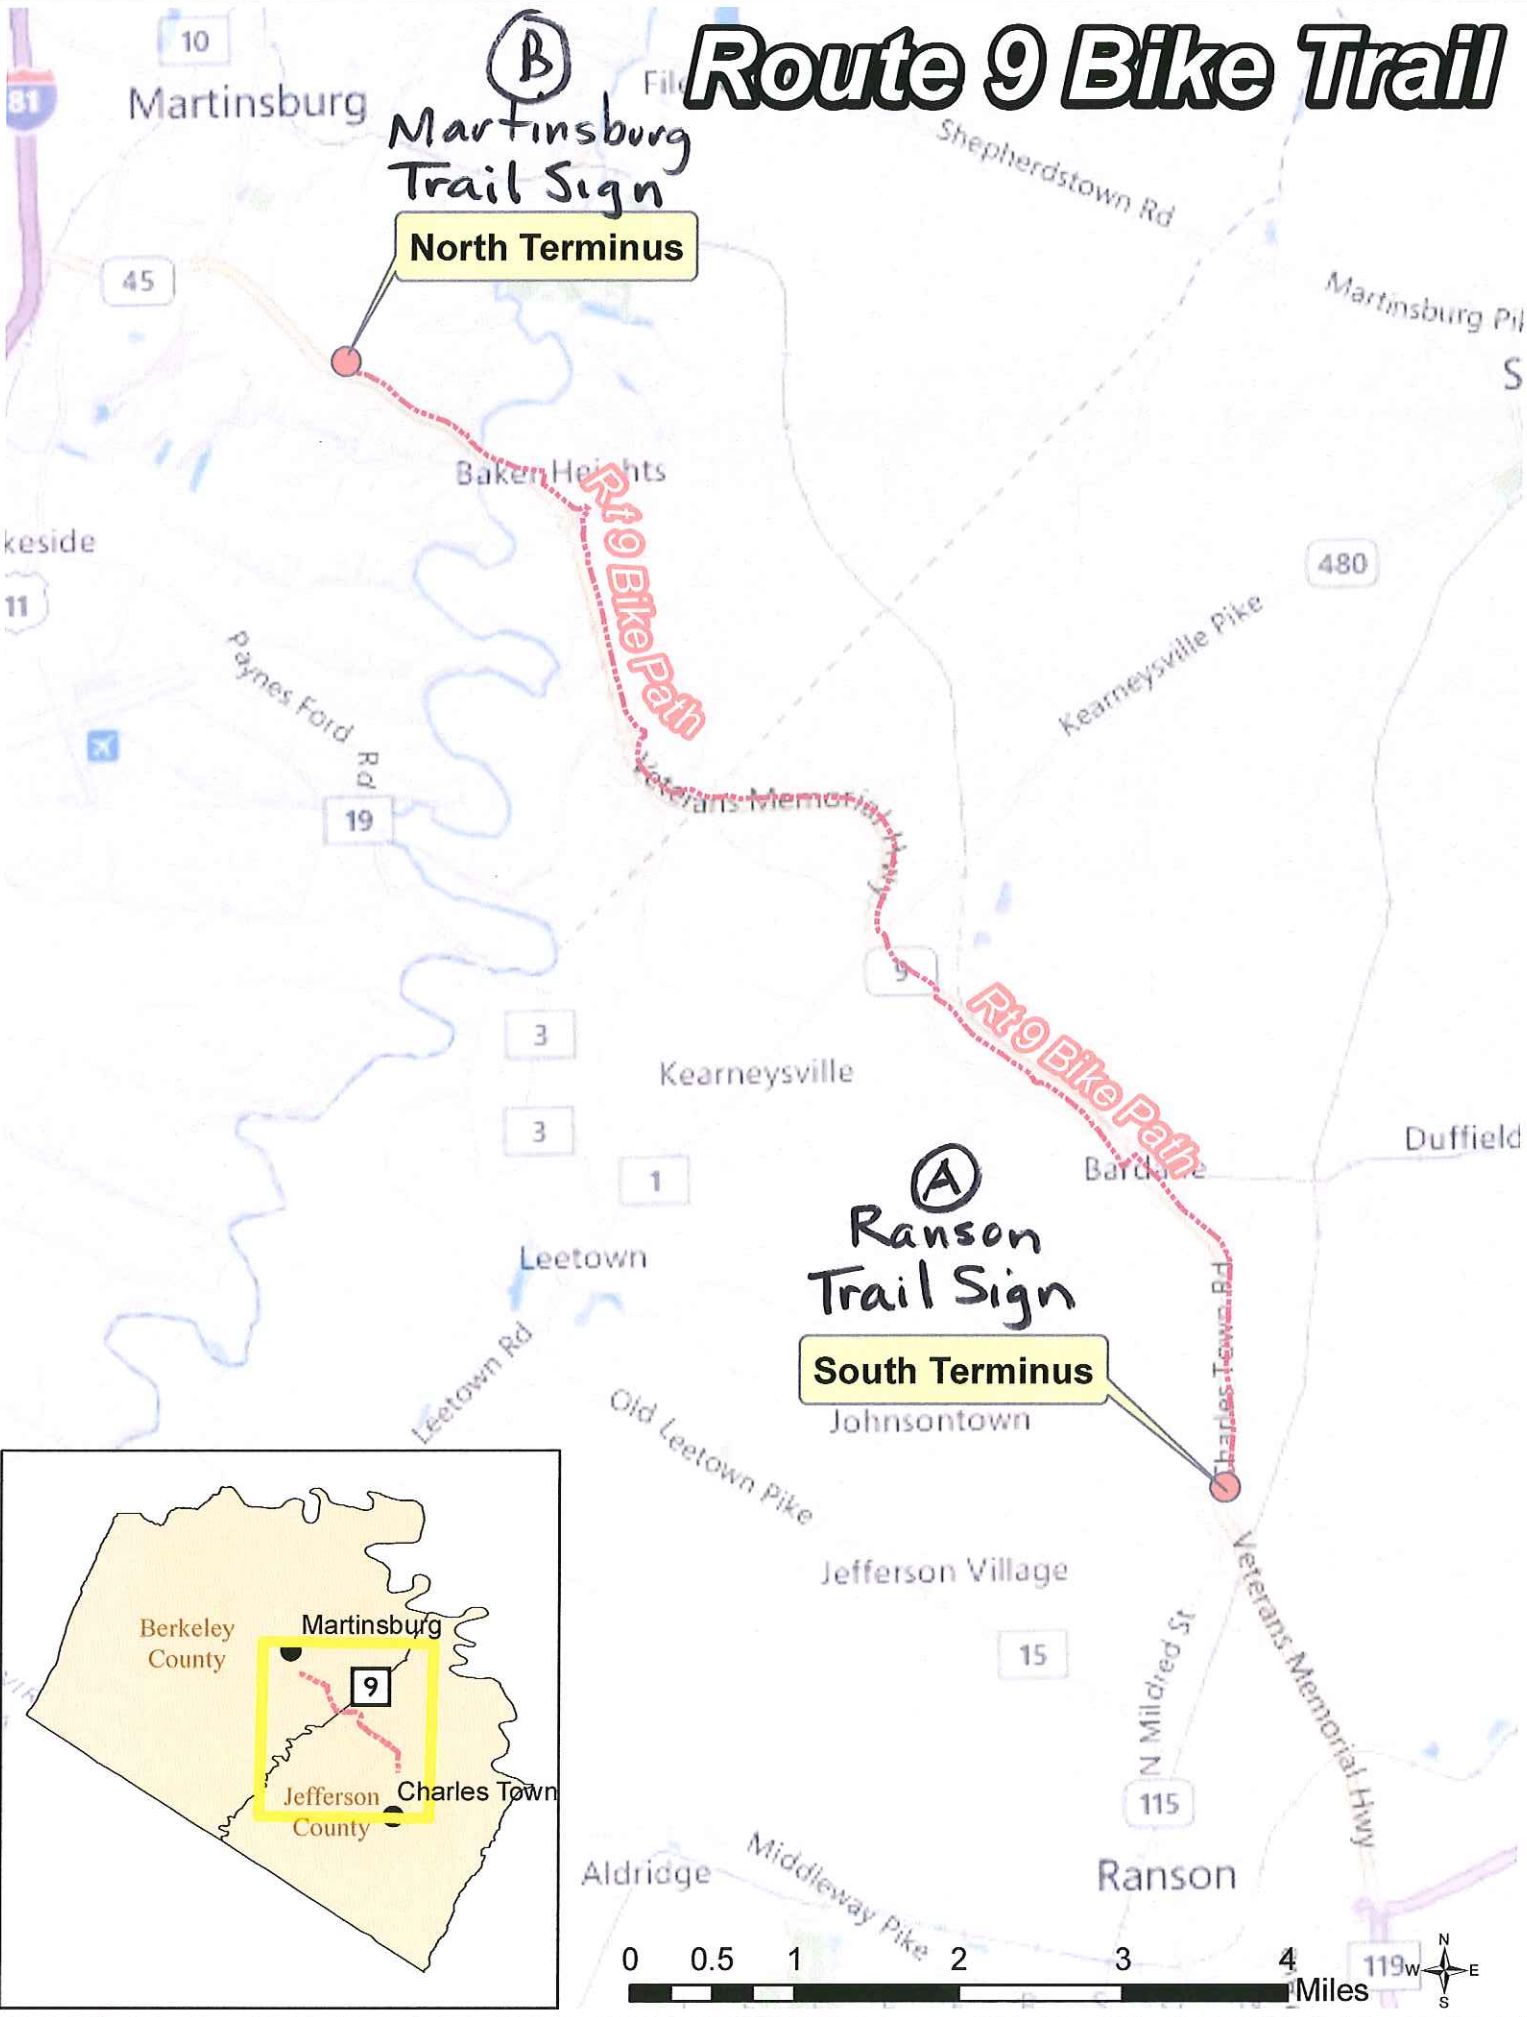 10
B
Route 9 Bike Trail
81
Martinsburg
Martinsburg
Trail Sign
Shepherdstown Rd
North Terminus
45
Martinsburg
S
Baker Heights
Rt 9 Bike Path
keside
480
11
Kearneysville Pike
Paynes Ford Rd
19
Veterans Memorial Hwy
9
Rt 9 Bike Path
3
Kearneysville
3
Duffield
1
A
Ranson
Trail Sign
Leetown
Charles Town Rd
South Terminus
Leetown Rd
Johnsontown
Old Leetown Pike
Jefferson Village
Veterans Memorial Hwy
15
N Mildred St
115
Berkeley
County
Martinsburg
9
Jefferson
County
Charles Town
Aldridge
Middleway Pike
Ranson
0 0.5 1 2 3 4
Miles
119
N
W E
S